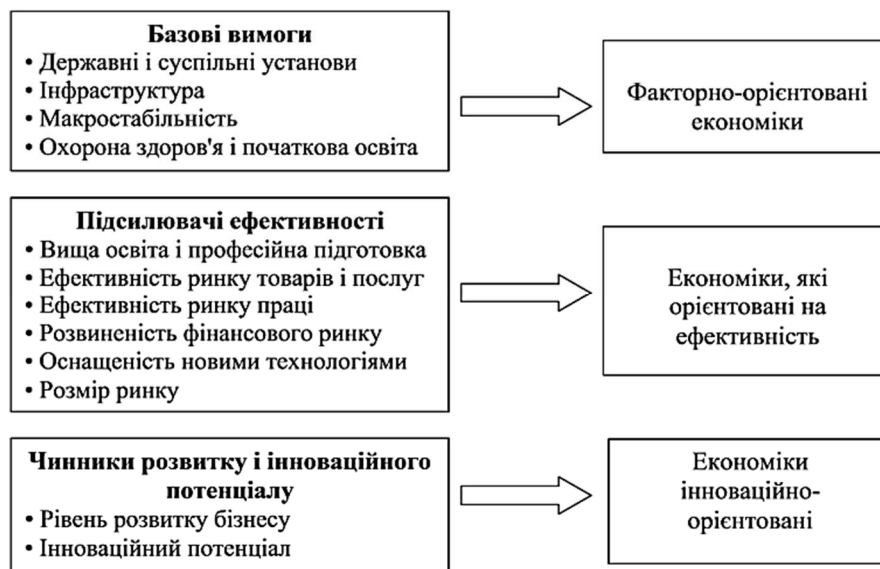 Базові вимоги
• Державні і суспільні установи
• Інфраструктура
• Макростабільність
• Охорона здоров'я і початкова освіта
Факторно-орієнтовані
економіки
Підсилювачі ефективності
• Вища освіта і професійна підготовка
• Ефективність ринку товарів і послуг
• Ефективність ринку праці
• Розвиненість фінансового ринку
• Оснащеність новими технологіями
• Розмір ринку
Економіки, які
орієнтовані на
ефективність
Чинники розвитку і інноваційного
потенціалу
• Рівень розвитку бізнесу
• Інноваційний потенціал
Економіки
інноваційно-
орієнтовані